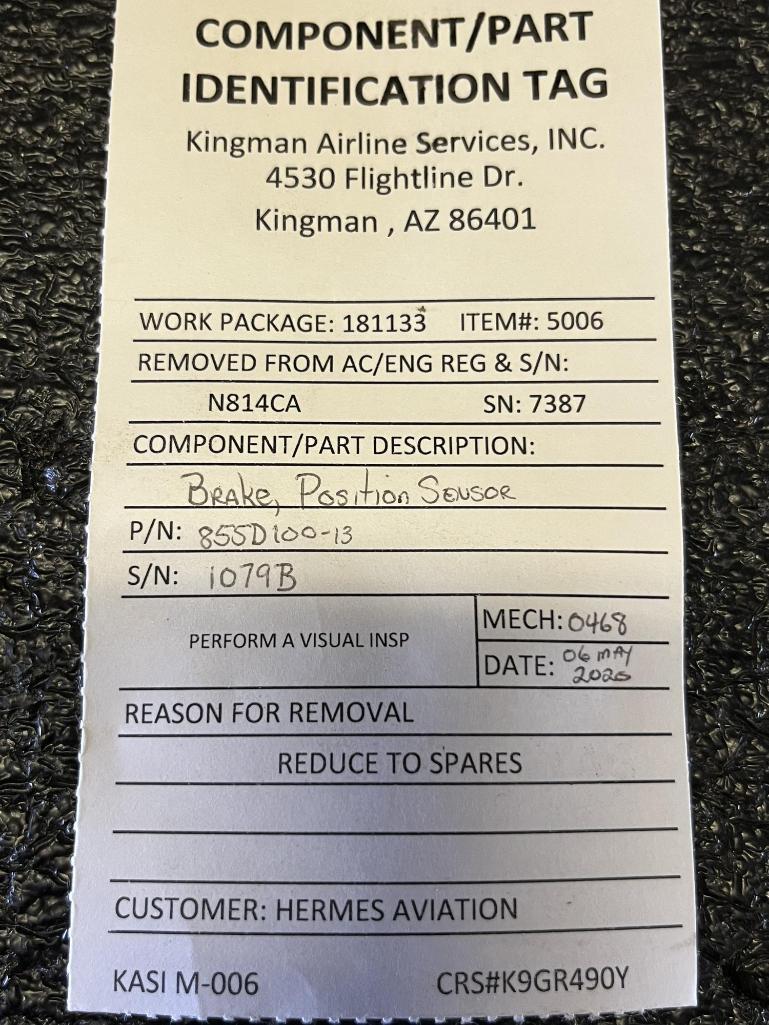 COMPONENT/PART
IDENTIFICATION TAG
Kingman Airline Services, INC.
4530 Flightline Dr.
Kingman , AZ 86401
WORK PACKAGE: 181133 ITEM#: 5006
REMOVED FROM AC/ENG REG & S/N:
N814CA SN: 7387
COMPONENT/PART DESCRIPTION:
Brake, Position Sensor
P/N: 855D100-13
S/N: 1079B
PERFORM A VISUAL INSP
MECH: 0468
DATE: 06 MAY
REASON FOR REMOVAL
REDUCE TO SPARES
CUSTOMER: HERMES AVIATION
KASI M-006 CRS#K9GR490Y